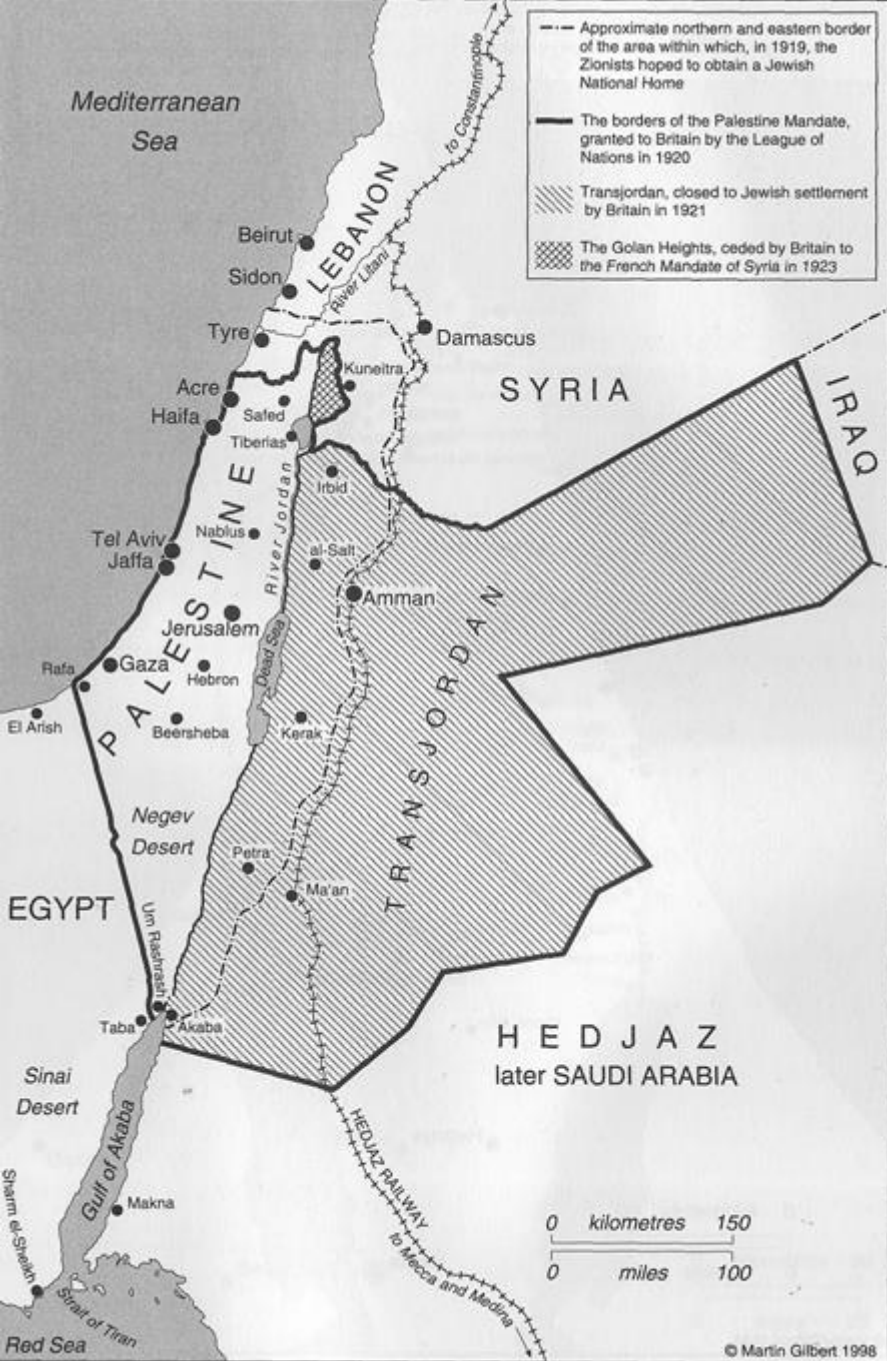 Approximate northern and eastern border
of the area within which, in 1919, the
Zionists hoped to obtain a Jewish
National Home
The borders of the Palestine Mandate,
granted to Britain by the League of
Nations in 1920
Transjordan, closed to Jewish settlement
by Britain in 1921
The Golan Heights, ceded by Britain to
the French Mandate of Syria in 1923
to Constantinople
Mediterranean
Sea
LEBANON
Beirut
Sidon
River Litani
Tyre
Damascus
Kuneitra
SYRIA
IRAQ
Acre
Haifa
Safed
Tiberias
Irbid
PALESTINE
River Jordan
Nablus
Tel Aviv
Jaffa
al-Salt
Amman
Jerusalem
Dead Sea
Rafa
Gaza
Hebron
El Arish
Beersheba
Kerak
TRANSJORDAN
Negev
Desert
Petra
Ma'an
EGYPT
Um Rashrash
Taba
Akaba
HEDJAZ
later SAUDI ARABIA
Sinai
Desert
Gulf of Akaba
HEDJAZ RAILWAY
to Mecca and Medina
Makna
Sharm el-Sheikh
Strait of Tiran
Red Sea
0 kilometres 150
0 miles 100
© Martin Gilbert 1998